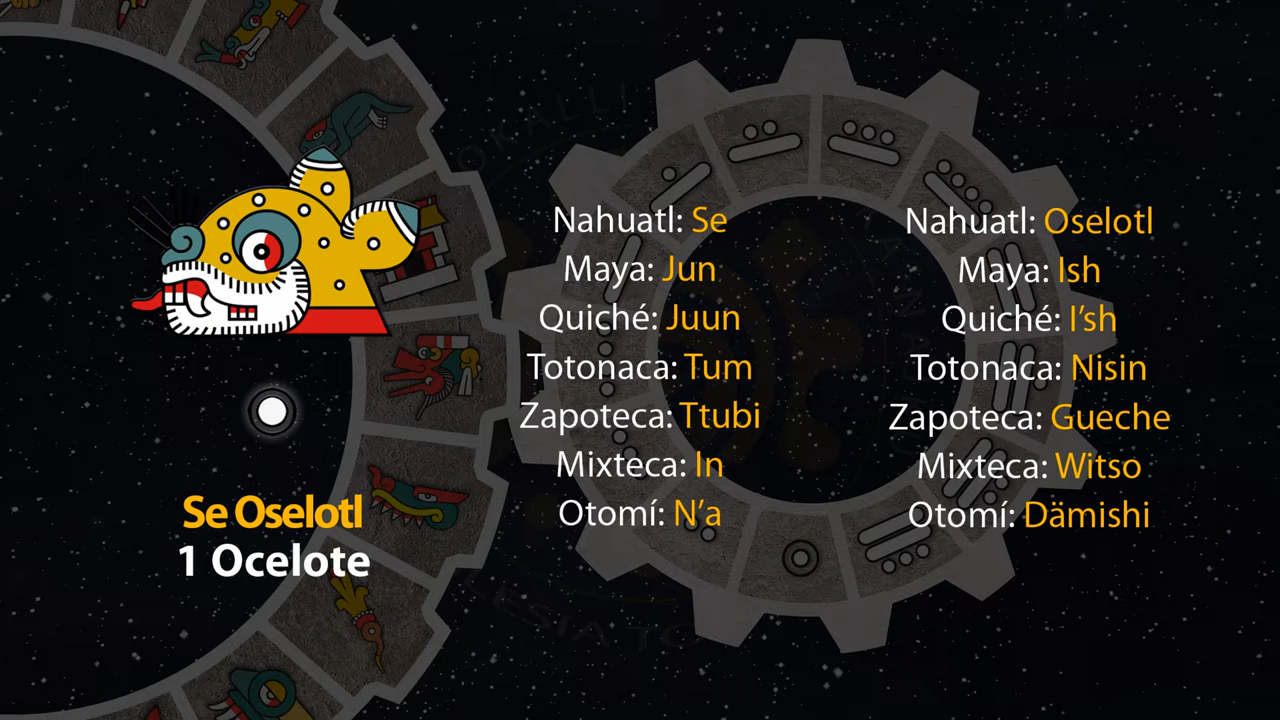 Se Oselotl
1 Ocelote
Nahuatl: Se
Maya: Jun
Quiché: Juun
Totonaca: Tum
Zapoteca: Ttubi
Mixteca: In
Otomí: N’a
Nahuatl: Oselotl
Maya: Ish
Quiché: I’sh
Totonaca: Nisin
Zapoteca: Gueche
Mixteca: Witso
Otomí: Dämishi